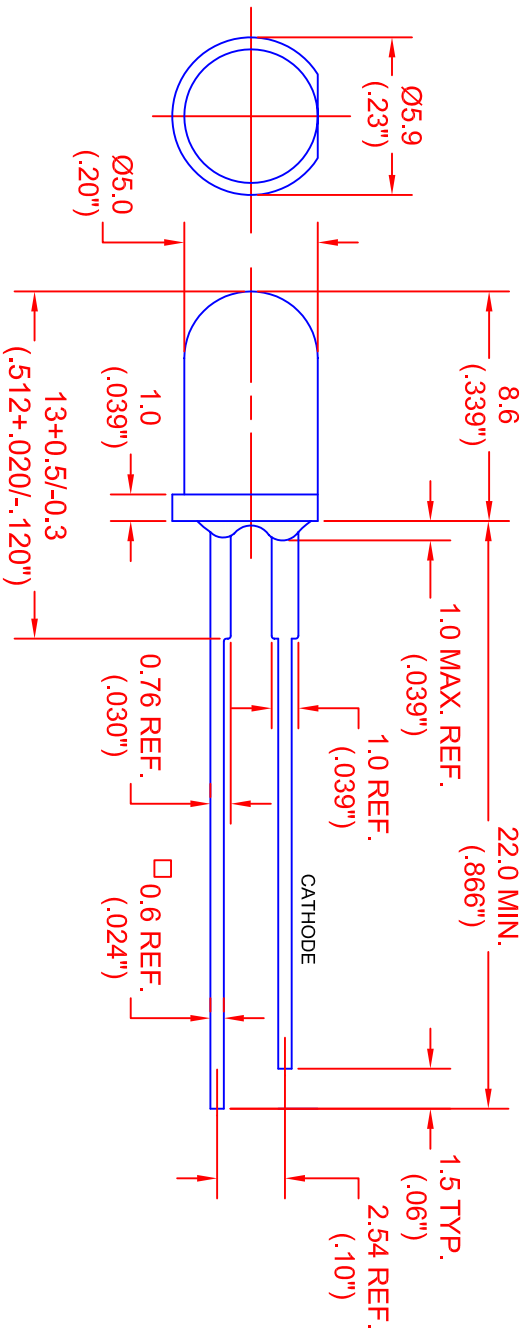 Ø5.9
(.23")
Ø5.0
(.20")
8.6
(.339")
1.0
(.039")
13+0.5/-0.3
(.512+.020/-.120")
1.0 MAX. REF.
(.039")
22.0 MIN.
(.866")
1.0 REF.
(.039")
0.76 REF.
(.030")
CATHODE
□ 0.6 REF.
(.024")
1.5 TYP.
(.06")
2.54 REF.
(.10")